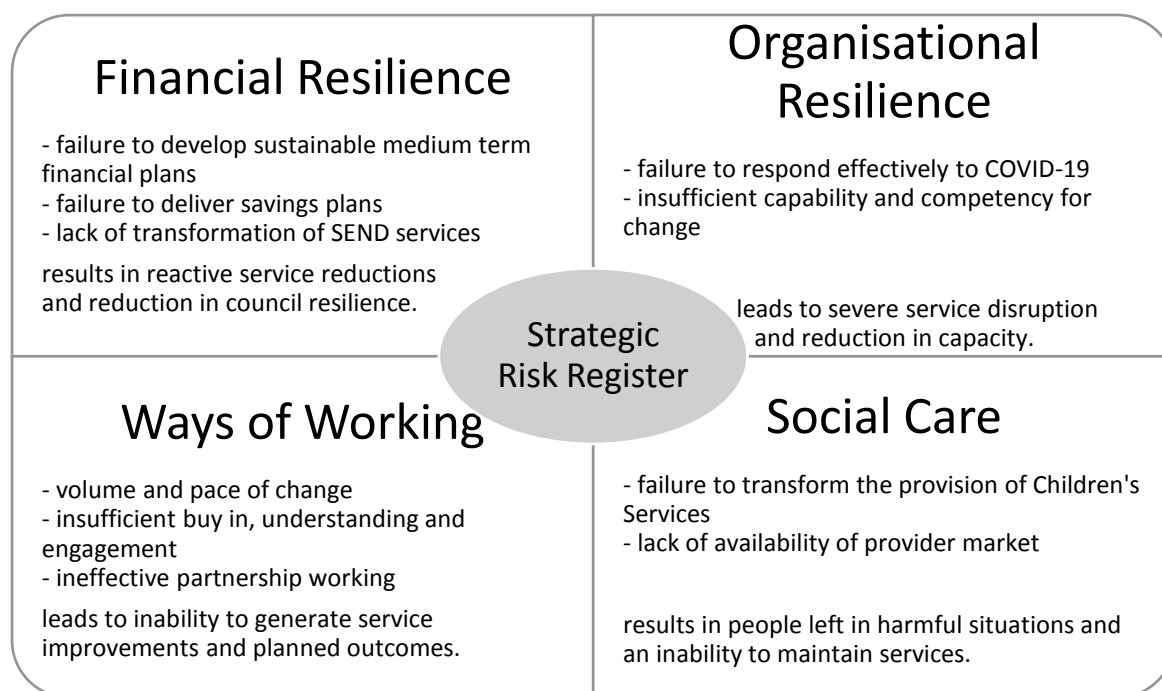 Financial Resilience
- failure to develop sustainable medium term
financial plans
- failure to deliver savings plans
- lack of transformation of SEND services
results in reactive service reductions
and reduction in council resilience.
Organisational
Resilience
- failure to respond effectively to COVID-19
- insufficient capability and competency for
change
leads to severe service disruption
and reduction in capacity.
Strategic
Risk Register
Ways of Working
- volume and pace of change
- insufficient buy in, understanding and
engagement
- ineffective partnership working
leads to inability to generate service
improvements and planned outcomes.
Social Care
- failure to transform the provision of Children's
Services
- lack of availability of provider market
results in people left in harmful situations and
an inability to maintain services.